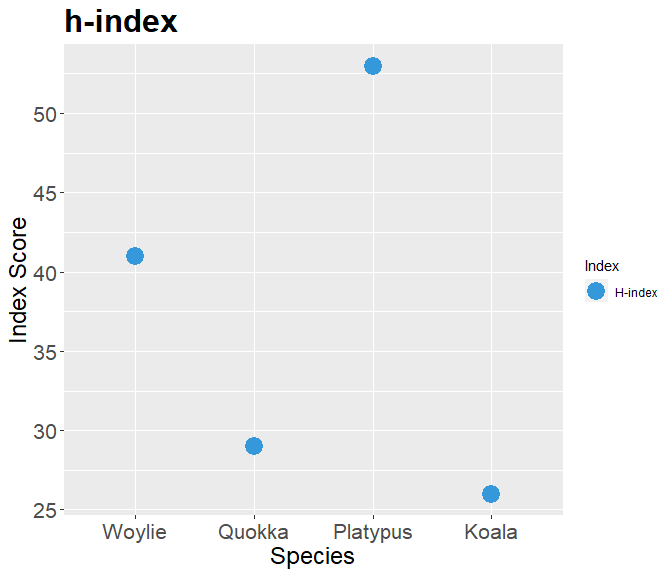 h-index
Index Score
50
45
40
35
30
25
Woylie Quokka Platypus Koala
Species
Index
H-index